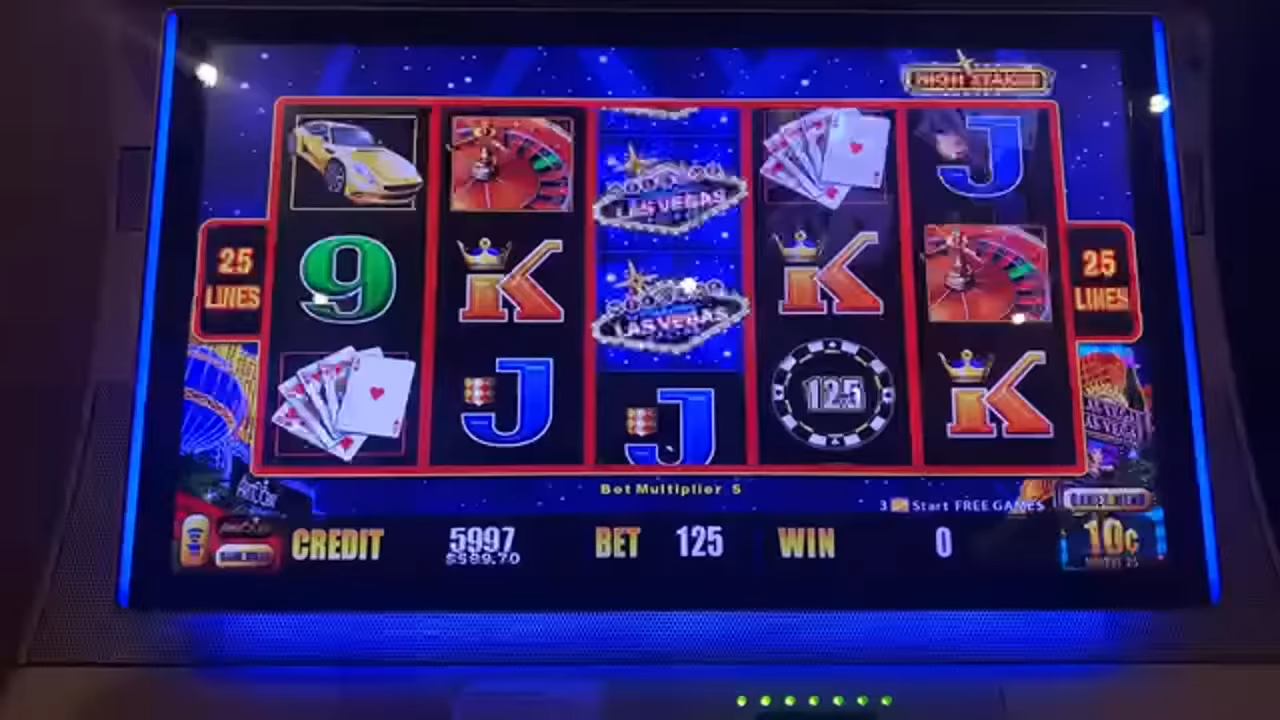 HIGH STAKES
J
LAS VEGAS
25
LINES
9
K
K
25
LINES
LAS VEGAS
J
J
125
K
Bet Multiplier 5
3 Start FREE GAMES
CREDIT
5997
$599.70
BET
125
WIN
0
10¢